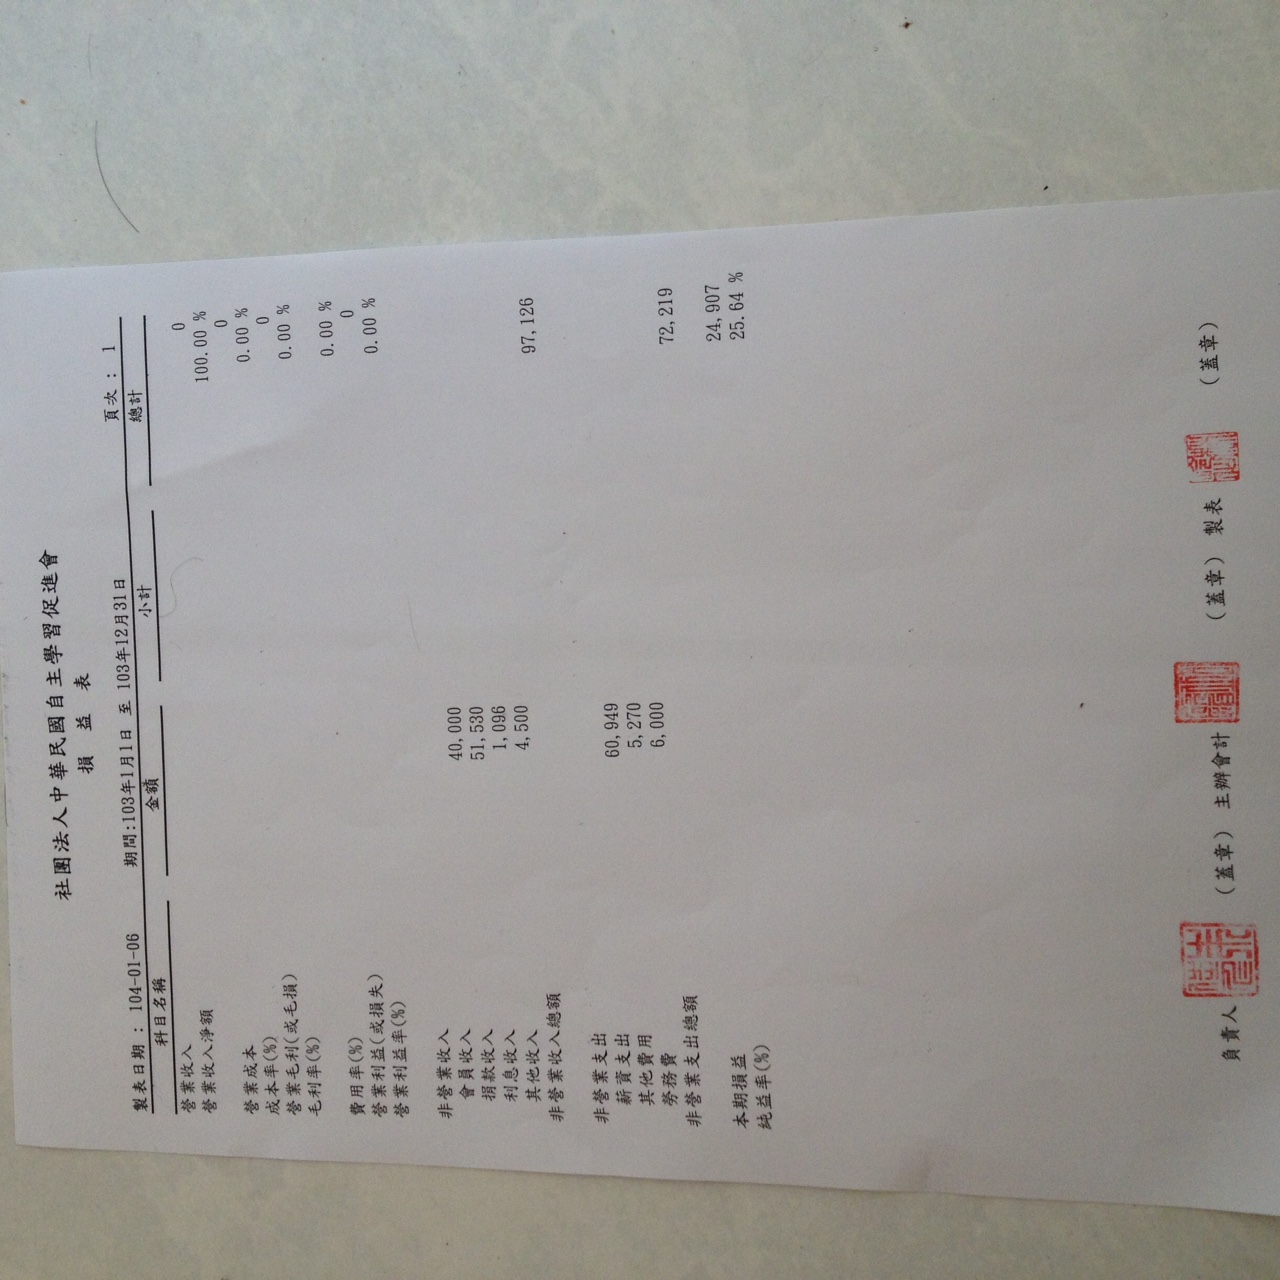 社團法人中華民國自主學習促進會
損 益 表
製表日期 : 104-01-06 期間:103年1月1日 至 103年12月31日 頁次 : 1
科目名稱 金額 小計 總計
營業收入 0
營業收入淨額 100.00 %
0
營業成本 0.00 %
成本率(%) 0
營業毛利(或毛損) 0.00 %
毛利率(%)
0.00 %
費用率(%) 0
營業利益(或損失) 0.00 %
營業利益率(%)
非營業收入
會員收入 40,000
捐款收入 51,530
利息收入 1,096
其他收入 4,500
非營業收入總額 97,126
非營業支出
薪資支出 60,949
其他費用 5,270
勞務費 6,000
非營業支出總額 72,219
本期損益 24,907
純益率(%) 25.64 %
負責人 (蓋章) 主辦會計 (蓋章) 製表 (蓋章)